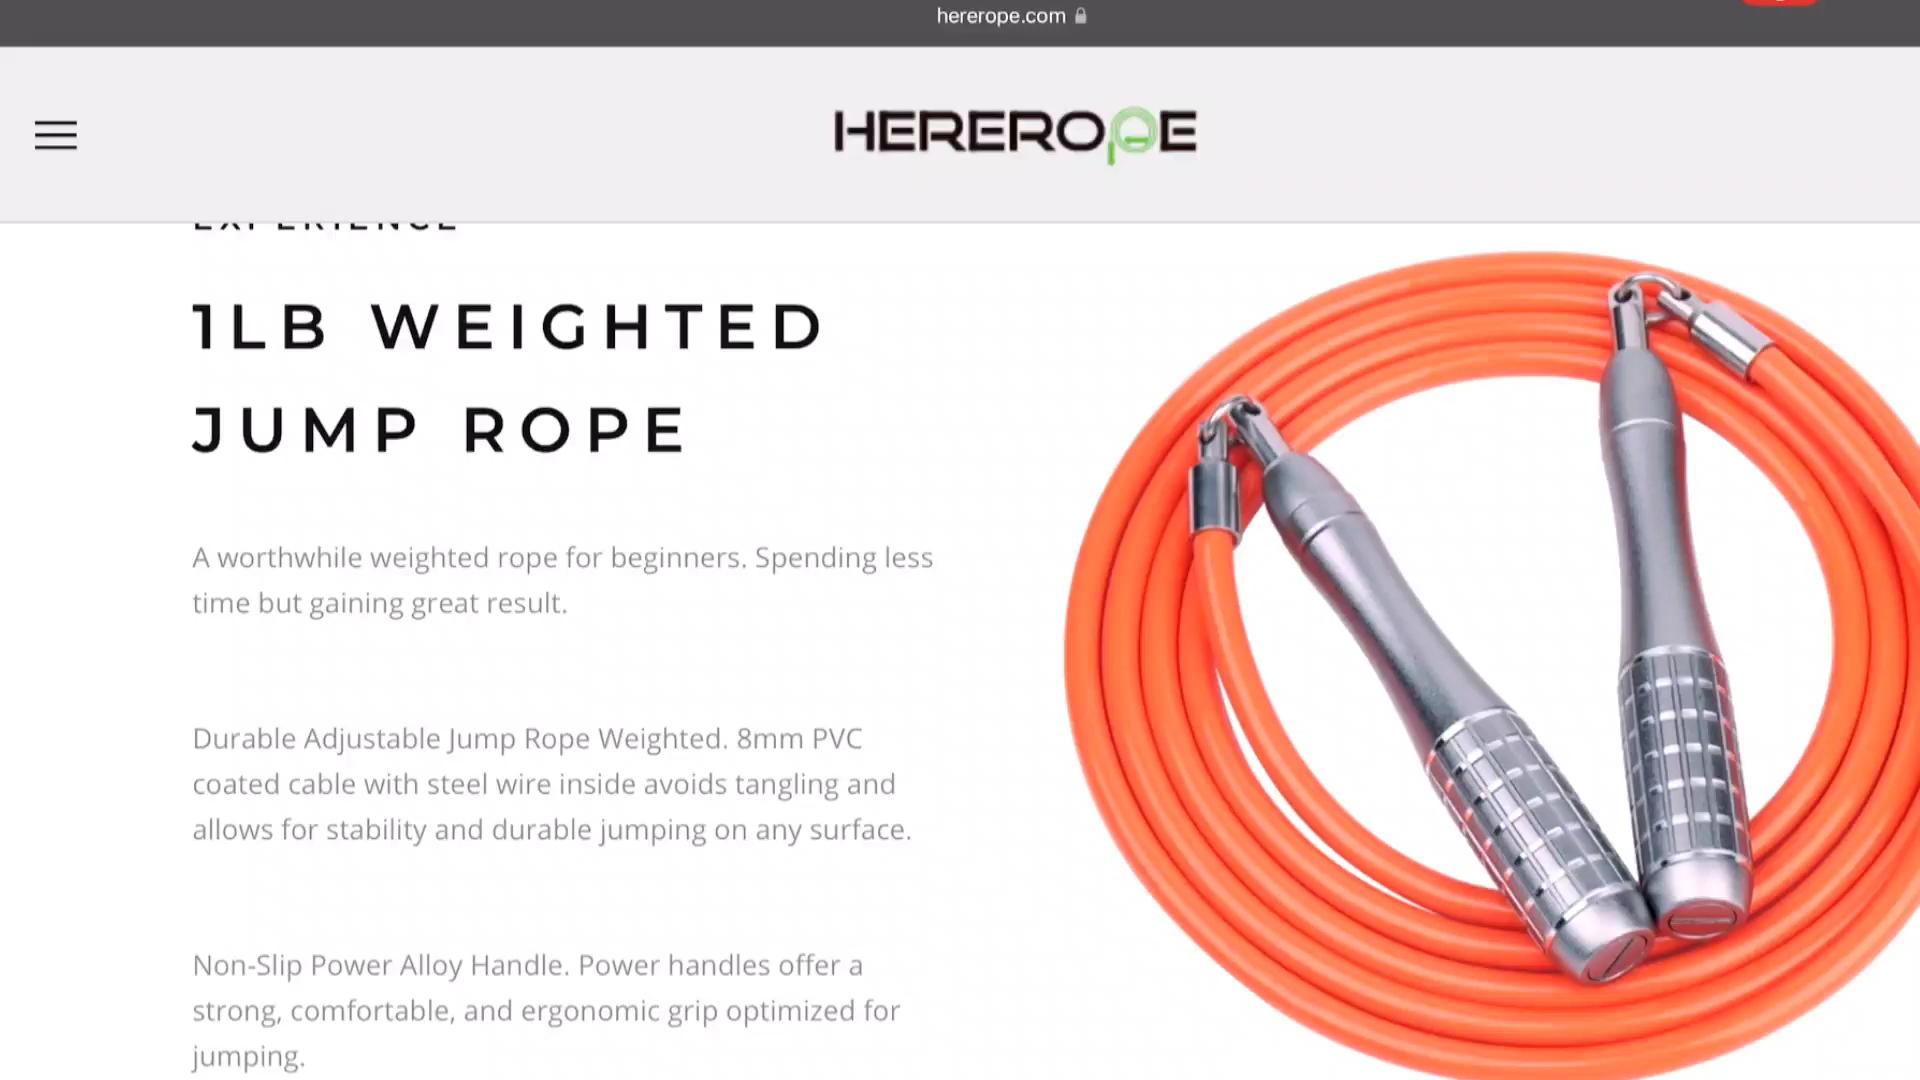 hererope.com
HEREROPE
EXPERIENCE
1LB WEIGHTED
JUMP ROPE
A worthwhile weighted rope for beginners. Spending less
time but gaining great result.
Durable Adjustable Jump Rope Weighted. 8mm PVC
coated cable with steel wire inside avoids tangling and
allows for stability and durable jumping on any surface.
Non-Slip Power Alloy Handle. Power handles offer a
strong, comfortable, and ergonomic grip optimized for
jumping.